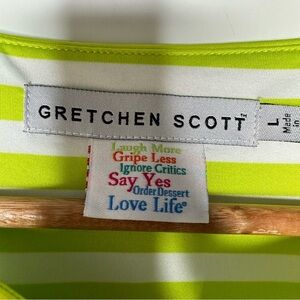 GRETCHEN SCOTT
L
Made
in
Laugh More
Gripe Less
Ignore Critics
Say Yes
Order Dessert
Love Life®